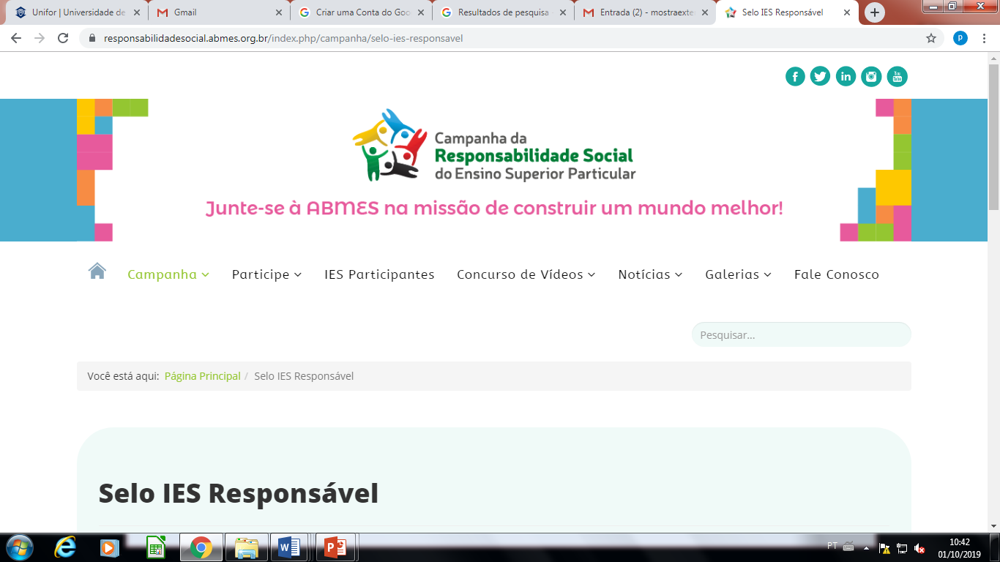 Unifor | Universidade de
Gmail
Criar uma Conta do Goo
Resultados de pesquisa
Entrada (2) - mostraexte
Selo IES Responsável
responsabilidadesocial.abmes.org.br/index.php/campanha/selo-ies-responsavel
p
You Tube
Campanha da
Responsabilidade Social
do Ensino Superior Particular
Junte-se à ABMES na missão de construir um mundo melhor!
Campanha
Participe
IES Participantes
Concurso de Vídeos
Notícias
Galerias
Fale Conosco
Pesquisar...
Você está aqui: Página Principal / Selo IES Responsável
Selo IES Responsável
PT
10:42
01/10/2019